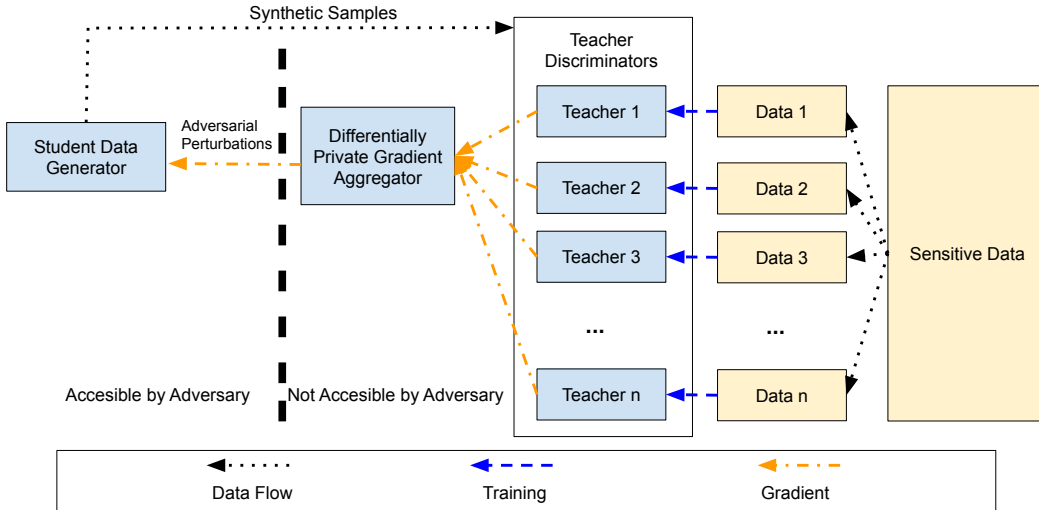 Synthetic Samples
Teacher
Discriminators
Teacher 1
Data 1
Adversarial
Perturbations
Student Data
Generator
Differentially
Private Gradient
Aggregator
Teacher 2
Data 2
Teacher 3
Data 3
Sensitive Data
...
...
Accesible by Adversary
Not Accesible by Adversary
Teacher n
Data n
Data Flow
Training
Gradient